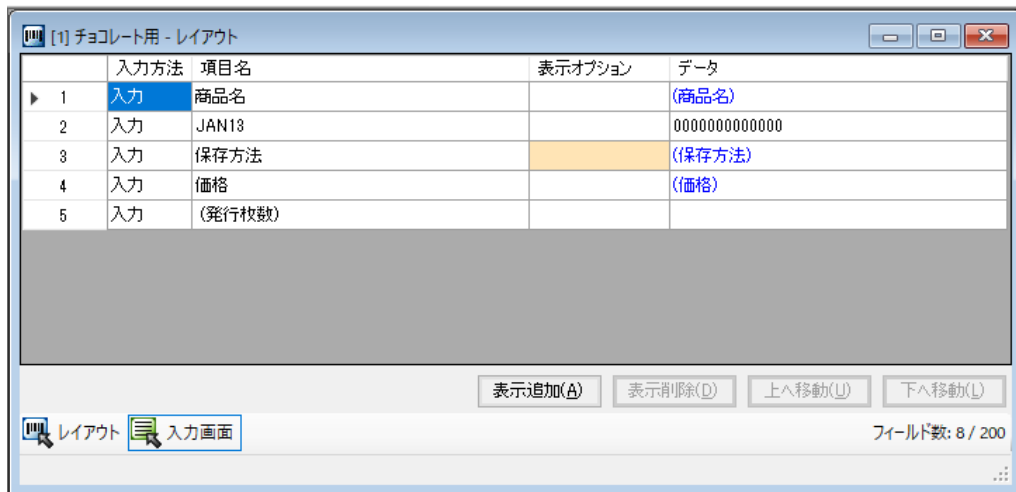 [1] チョコレート用 - レイアウト
入力方法 項目名 表示オプション データ
1 入力 商品名 (商品名)
2 入力 JAN13 0000000000000
3 入力 保存方法 (保存方法)
4 入力 価格 (価格)
5 入力 (発行枚数)
表示追加(A) 表示削除(D) 上へ移動(U) 下へ移動(L)
レイアウト 入力画面 フィールド数: 8 / 200